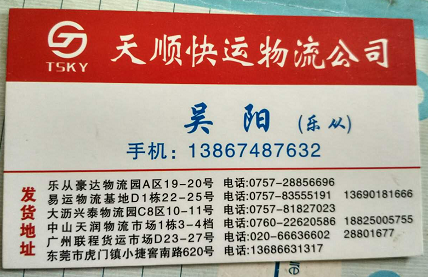 TSKY
天顺快运物流公司
吴 阳 (乐从)
手机：13867487632
发货地址
乐从豪达物流园A区19-20号 电话:0757-28856696
易运物流基地D1栋22-25号 电话:0757-83555191 13690181666
大沥兴泰物流园C8区10-11号 电话:0757-81827023
中山天润物流市场1栋3-4档 电话:0760-22620586 18825005755
广州联程货运市场D23-27号 电话:020-66636602 28801677
东莞市虎门镇小捷窖南路620号 电话:13686631317